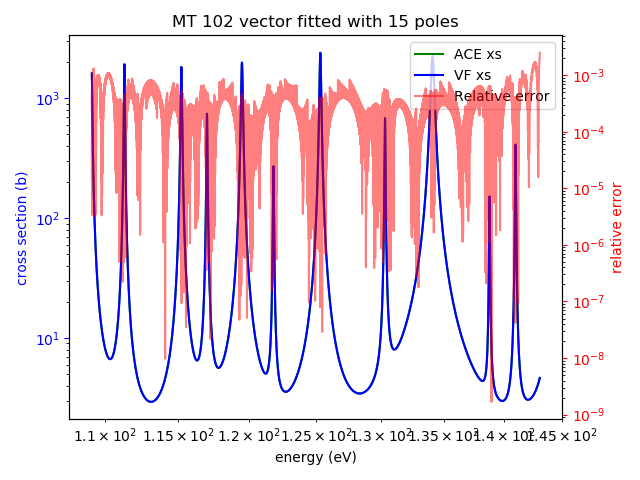 MT 102 vector fitted with 15 poles
ACE xs
VF xs
Relative error
10³
10²
10¹
cross section (b)
10⁻³
10⁻⁴
10⁻⁵
10⁻⁶
10⁻⁷
10⁻⁸
10⁻⁹
relative error
1.1 × 10² 1.15 × 10² 1.2 × 10² 1.25 × 10² 1.3 × 10² 1.35 × 10² 1.4 × 10² 1.45 × 10²
energy (eV)